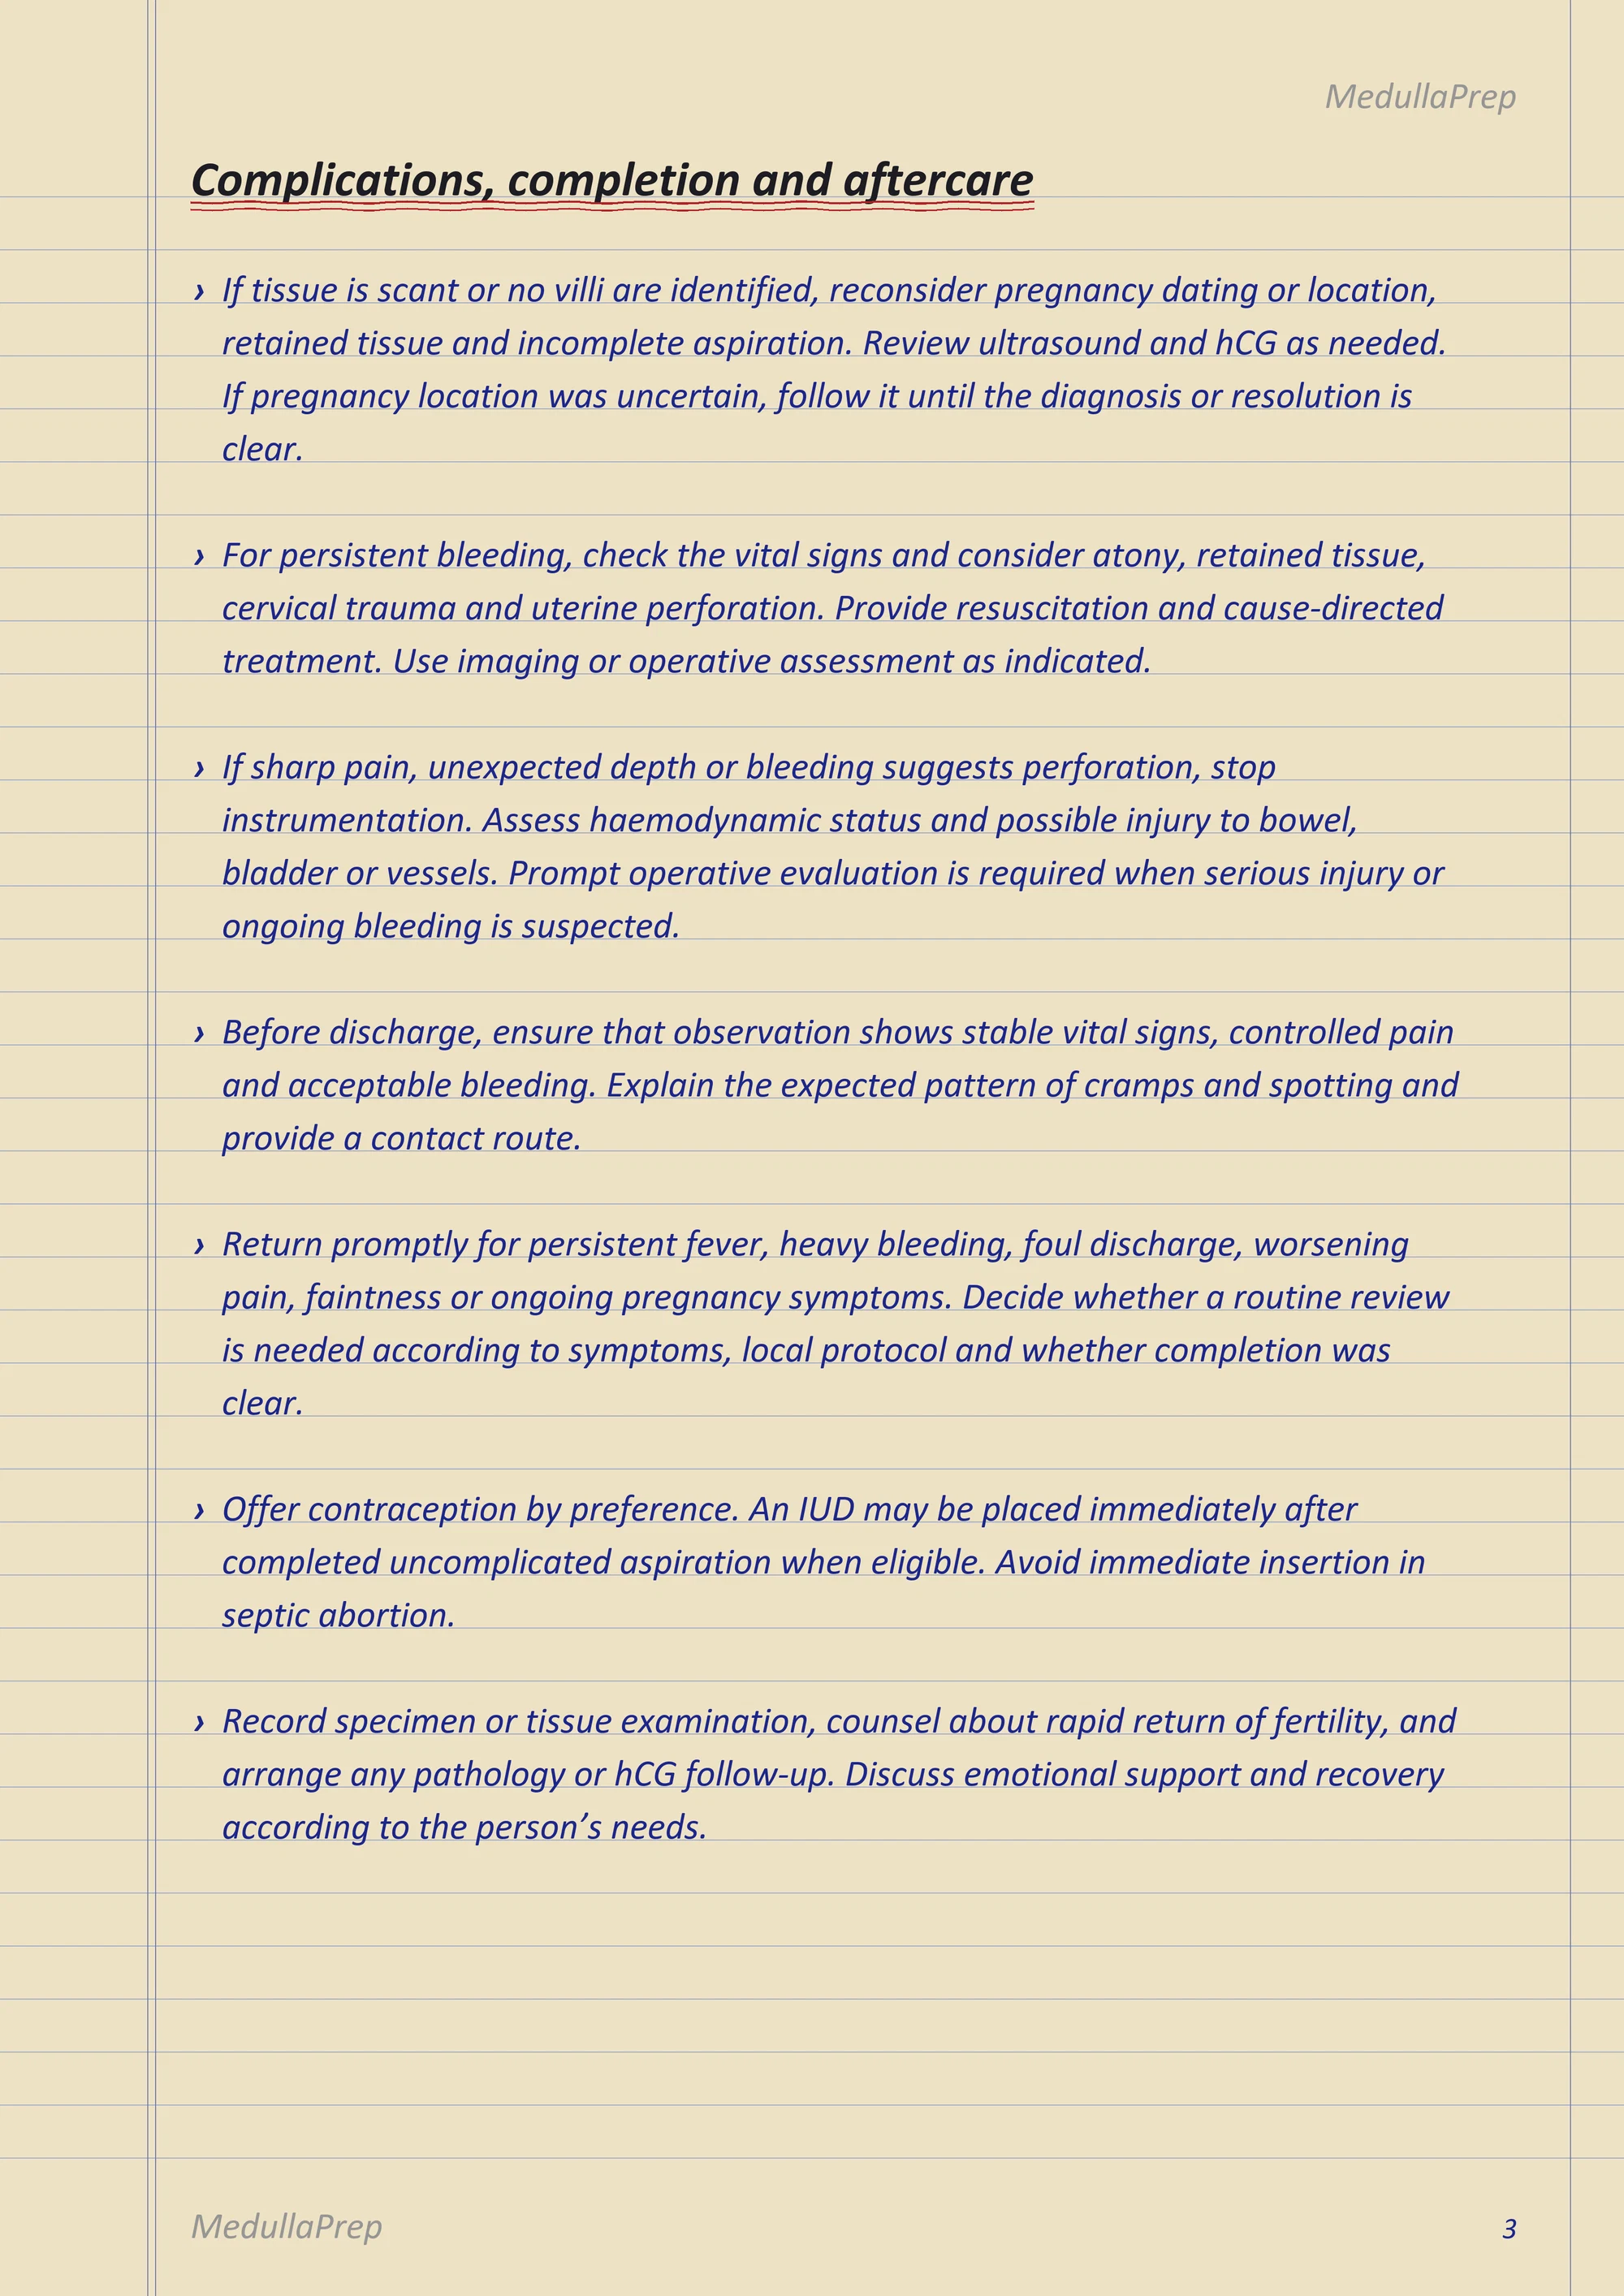 MedullaPrep
Complications, completion and aftercare
› If tissue is scant or no villi are identified, reconsider pregnancy dating or location,
retained tissue and incomplete aspiration. Review ultrasound and hCG as needed.
If pregnancy location was uncertain, follow it until the diagnosis or resolution is
clear.
› For persistent bleeding, check the vital signs and consider atony, retained tissue,
cervical trauma and uterine perforation. Provide resuscitation and cause-directed
treatment. Use imaging or operative assessment as indicated.
› If sharp pain, unexpected depth or bleeding suggests perforation, stop
instrumentation. Assess haemodynamic status and possible injury to bowel,
bladder or vessels. Prompt operative evaluation is required when serious injury or
ongoing bleeding is suspected.
› Before discharge, ensure that observation shows stable vital signs, controlled pain
and acceptable bleeding. Explain the expected pattern of cramps and spotting and
provide a contact route.
› Return promptly for persistent fever, heavy bleeding, foul discharge, worsening
pain, faintness or ongoing pregnancy symptoms. Decide whether a routine review
is needed according to symptoms, local protocol and whether completion was
clear.
› Offer contraception by preference. An IUD may be placed immediately after
completed uncomplicated aspiration when eligible. Avoid immediate insertion in
septic abortion.
› Record specimen or tissue examination, counsel about rapid return of fertility, and
arrange any pathology or hCG follow-up. Discuss emotional support and recovery
according to the person’s needs.
MedullaPrep
3